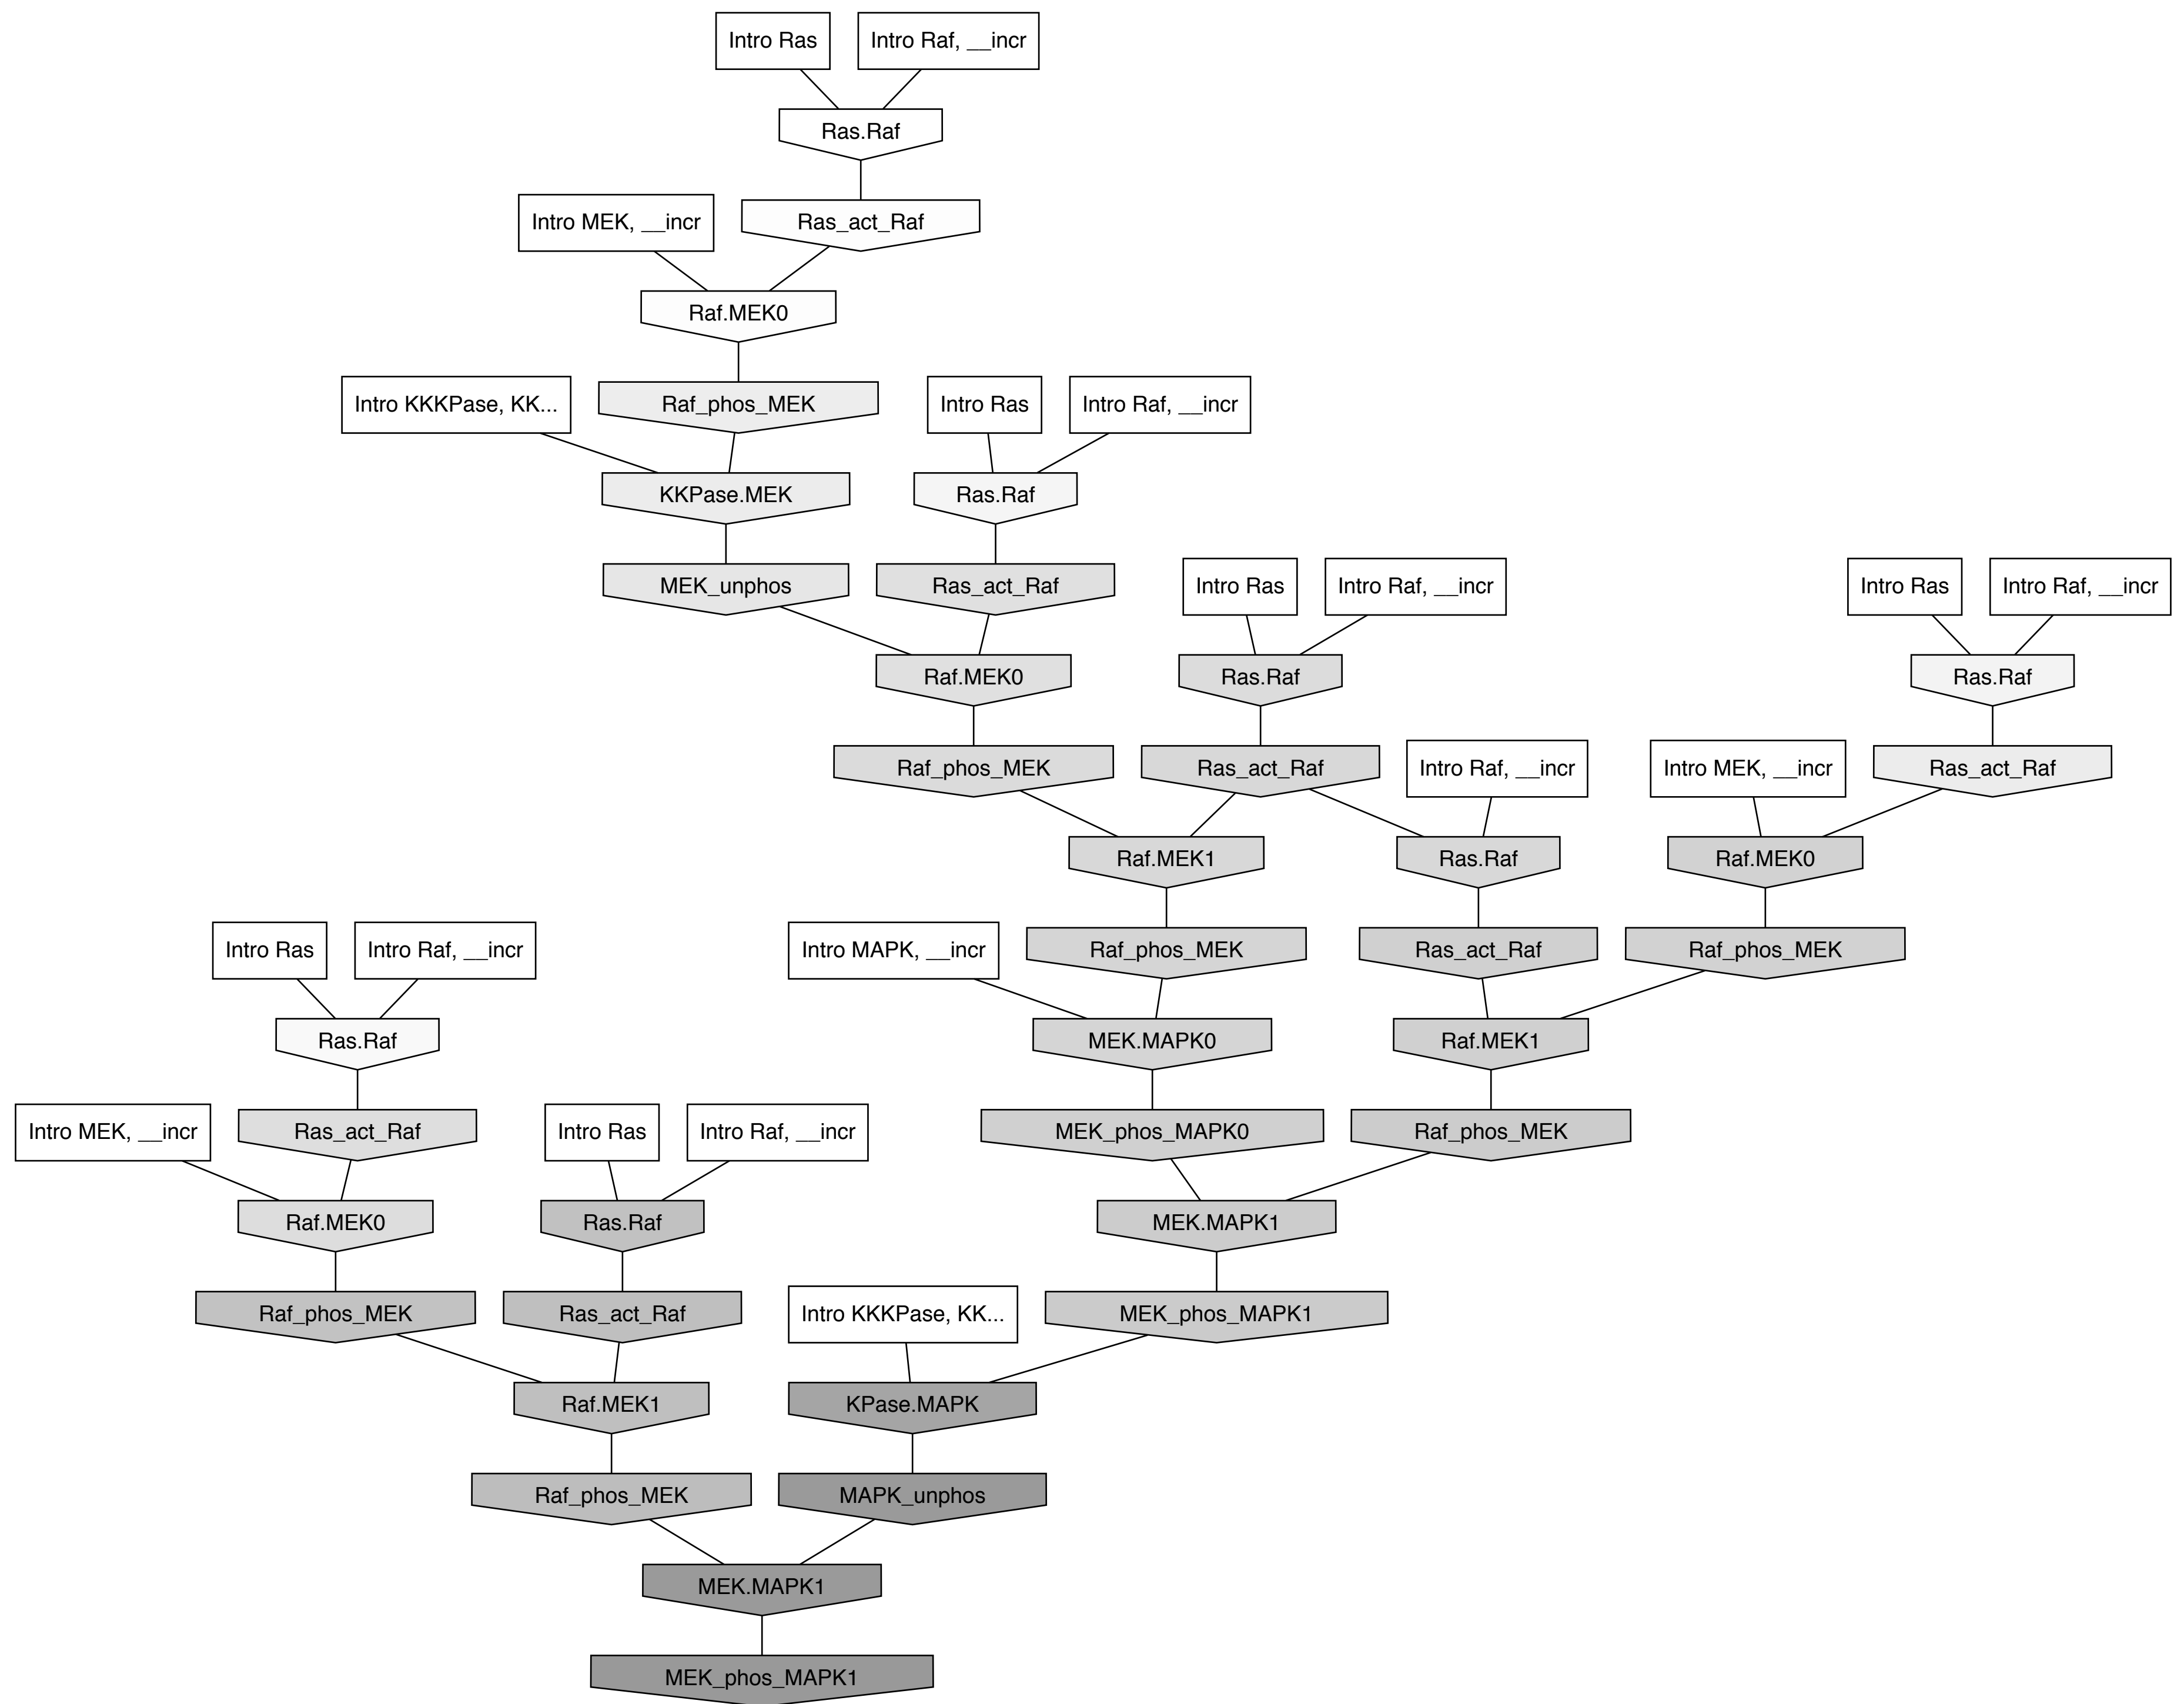 Intro Ras
Intro Raf, __incr
Ras.Raf
Intro MEK, __incr
Ras_act_Raf
Raf.MEK0
Intro KKKPase, KK...
Raf_phos_MEK
Intro Ras
Intro Raf, __incr
KKPase.MEK
Ras.Raf
MEK_unphos
Ras_act_Raf
Intro Ras
Intro Raf, __incr
Intro Ras
Intro Raf, __incr
Raf.MEK0
Ras.Raf
Ras.Raf
Raf_phos_MEK
Ras_act_Raf
Intro Raf, __incr
Intro MEK, __incr
Ras_act_Raf
Raf.MEK1
Ras.Raf
Raf.MEK0
Intro Ras
Intro Raf, __incr
Intro MAPK, __incr
Raf_phos_MEK
Ras_act_Raf
Raf_phos_MEK
Ras.Raf
MEK.MAPK0
Raf.MEK1
Intro MEK, __incr
Ras_act_Raf
Intro Ras
Intro Raf, __incr
MEK_phos_MAPK0
Raf_phos_MEK
Raf.MEK0
Ras.Raf
MEK.MAPK1
Raf_phos_MEK
Ras_act_Raf
Intro KKKPase, KK...
MEK_phos_MAPK1
Raf.MEK1
KPase.MAPK
Raf_phos_MEK
MAPK_unphos
MEK.MAPK1
MEK_phos_MAPK1